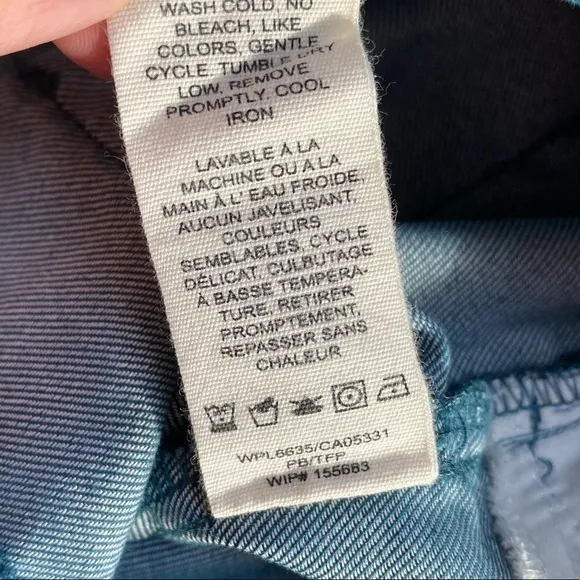 WASH COLD, NO
BLEACH, LIKE
COLORS, GENTLE
CYCLE, TUMBLE DRY
LOW, REMOVE
PROMPTLY, COOL
IRON
LAVABLE À LA
MACHINE OU A LA
MAIN À L' EAU FROIDE,
AUCUN JAVELISANT,
COULEURS
SEMBLABLES, CYCLE
DÉLICAT, CULBUTAGE
À BASSE TEMPÉRA-
TURE, RETIRER
PROMPTEMENT,
REPASSER SANS
CHALEUR
WPL6635/CA05331
PB/TFP
WIP# 155683